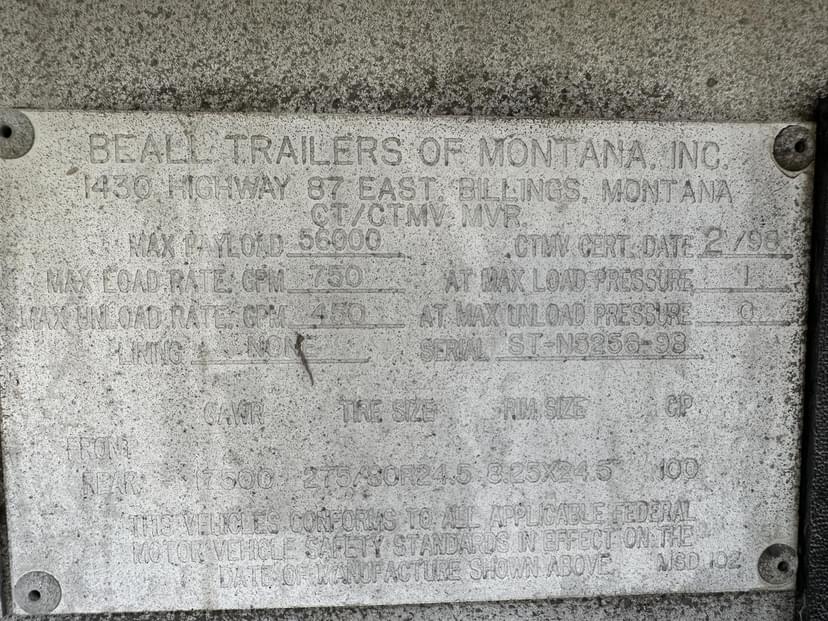 BEALL TRAILERS OF MONTANA, INC.
1430 HIGHWAY 87 EAST, BILLINGS, MONTANA
CT/CTMV MVR.
MAX PAYLOAD 56000 CTMV CERT. DATE 2/98
MAX LOAD RATE, GPM 750 AT MAX LOAD PRESSURE 1
MAX UNLOAD RATE, GPM 450 AT MAX UNLOAD PRESSURE 0
LINING NONE SERIAL ST-N5256-98
GAWR TIRE SIZE RIM SIZE CIP
FRONT
REAR 17600 275/80R24.5 8.25X24.5 100
THE VEHICLES CONFORMS TO ALL APPLICABLE FEDERAL
MOTOR VEHICLE SAFETY STANDARDS IN EFFECT ON THE
DATE OF MANUFACTURE SHOWN ABOVE. MSD 102